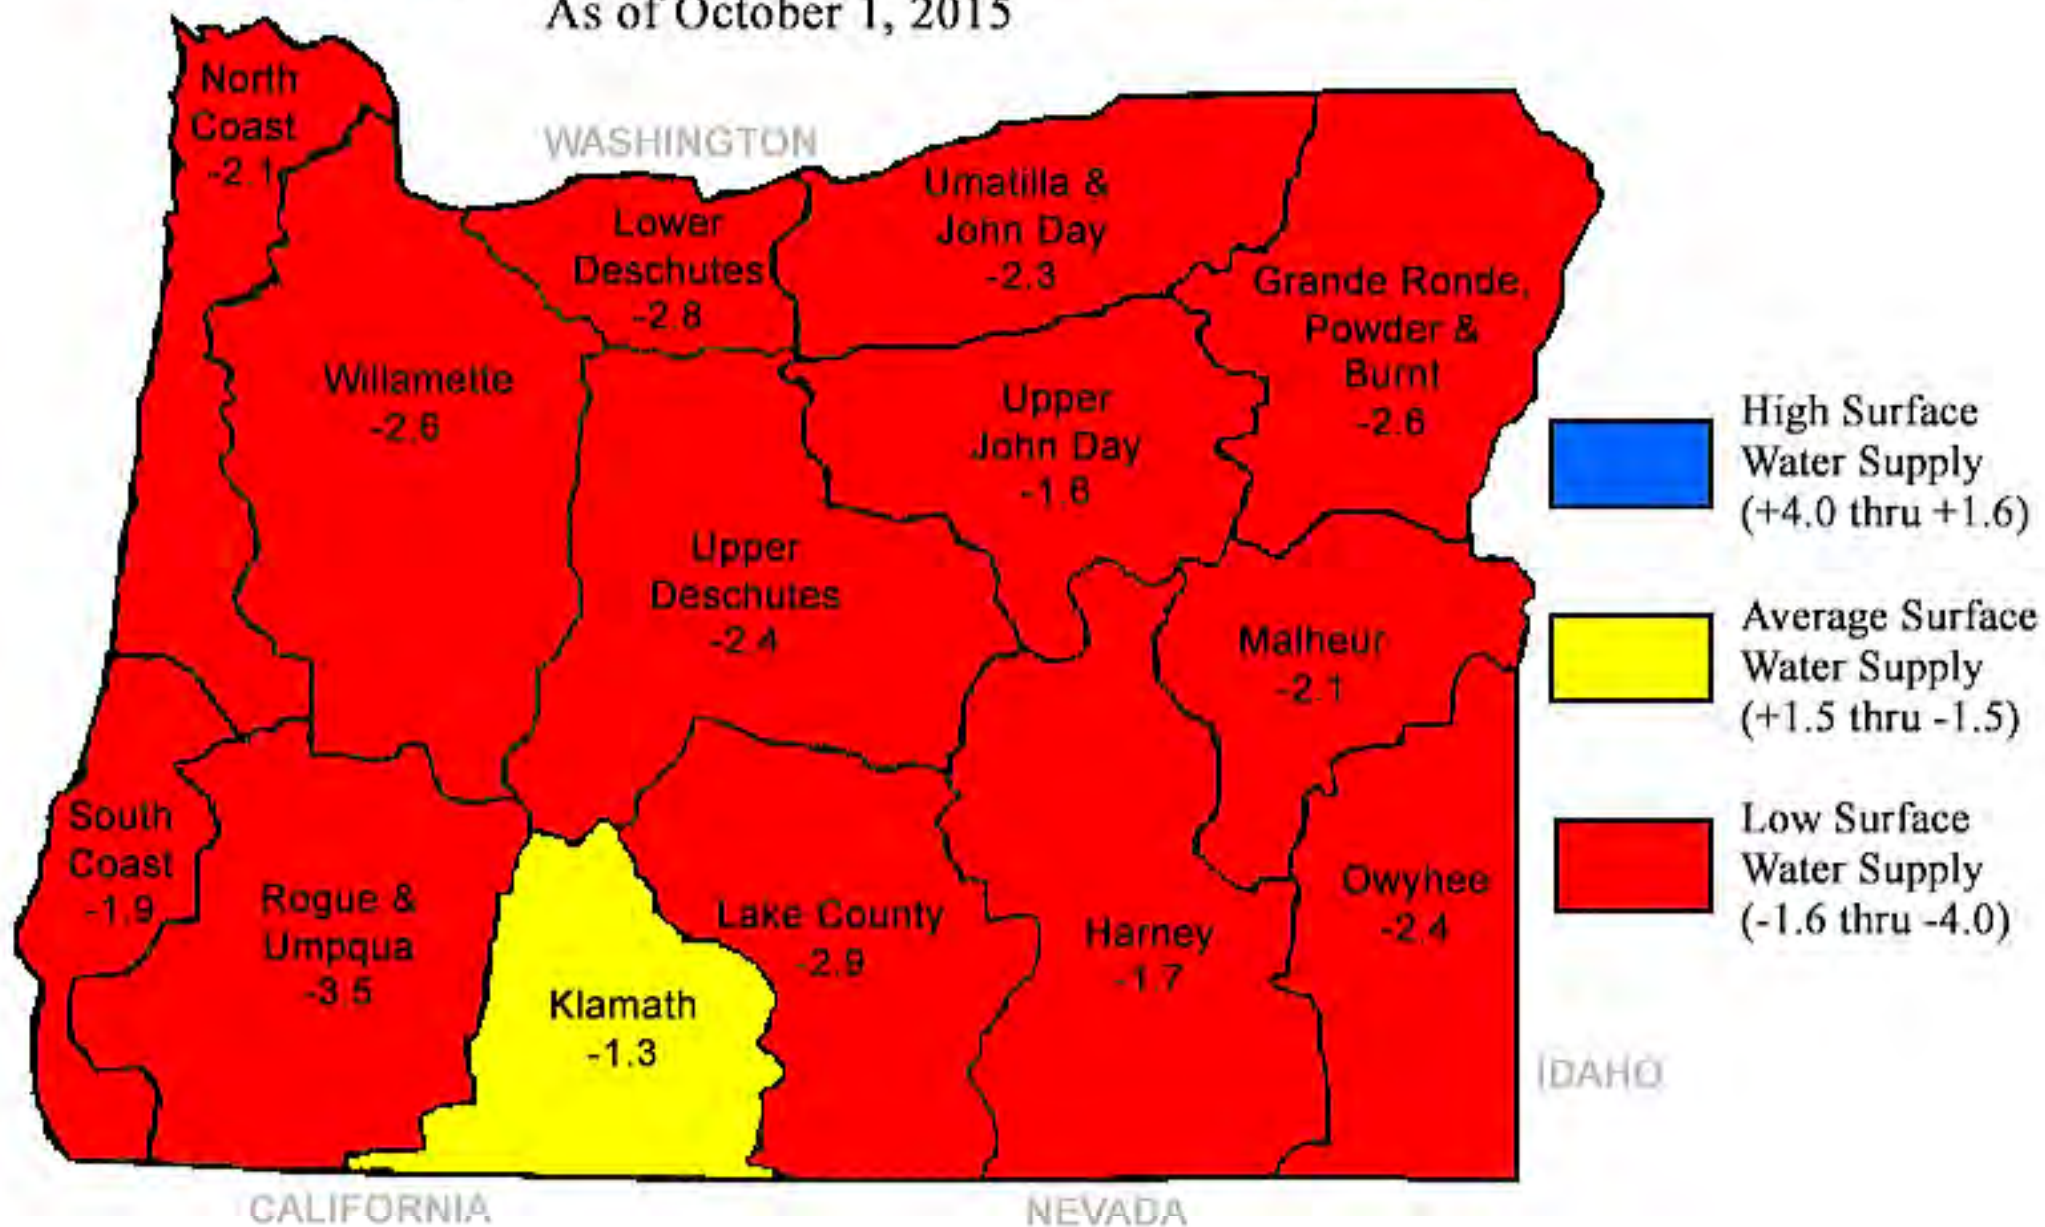 As of October 1, 2015
North
Coast
-2.1
WASHINGTON
Lower
Deschutes
-2.8
Umatilla &
John Day
-2.3
Grande Ronde,
Powder &
Burnt
-2.6
Willamette
-2.6
Upper
John Day
-1.6
Upper
Deschutes
-2.4
Malheur
-2.1
South
Coast
-1.9
Rogue &
Umpqua
-3.5
Klamath
-1.3
Lake County
-2.9
Harney
-1.7
Owyhee
-2.4
High Surface
Water Supply
(+4.0 thru +1.6)
Average Surface
Water Supply
(+1.5 thru -1.5)
Low Surface
Water Supply
(-1.6 thru -4.0)
IDAHO
CALIFORNIA
NEVADA